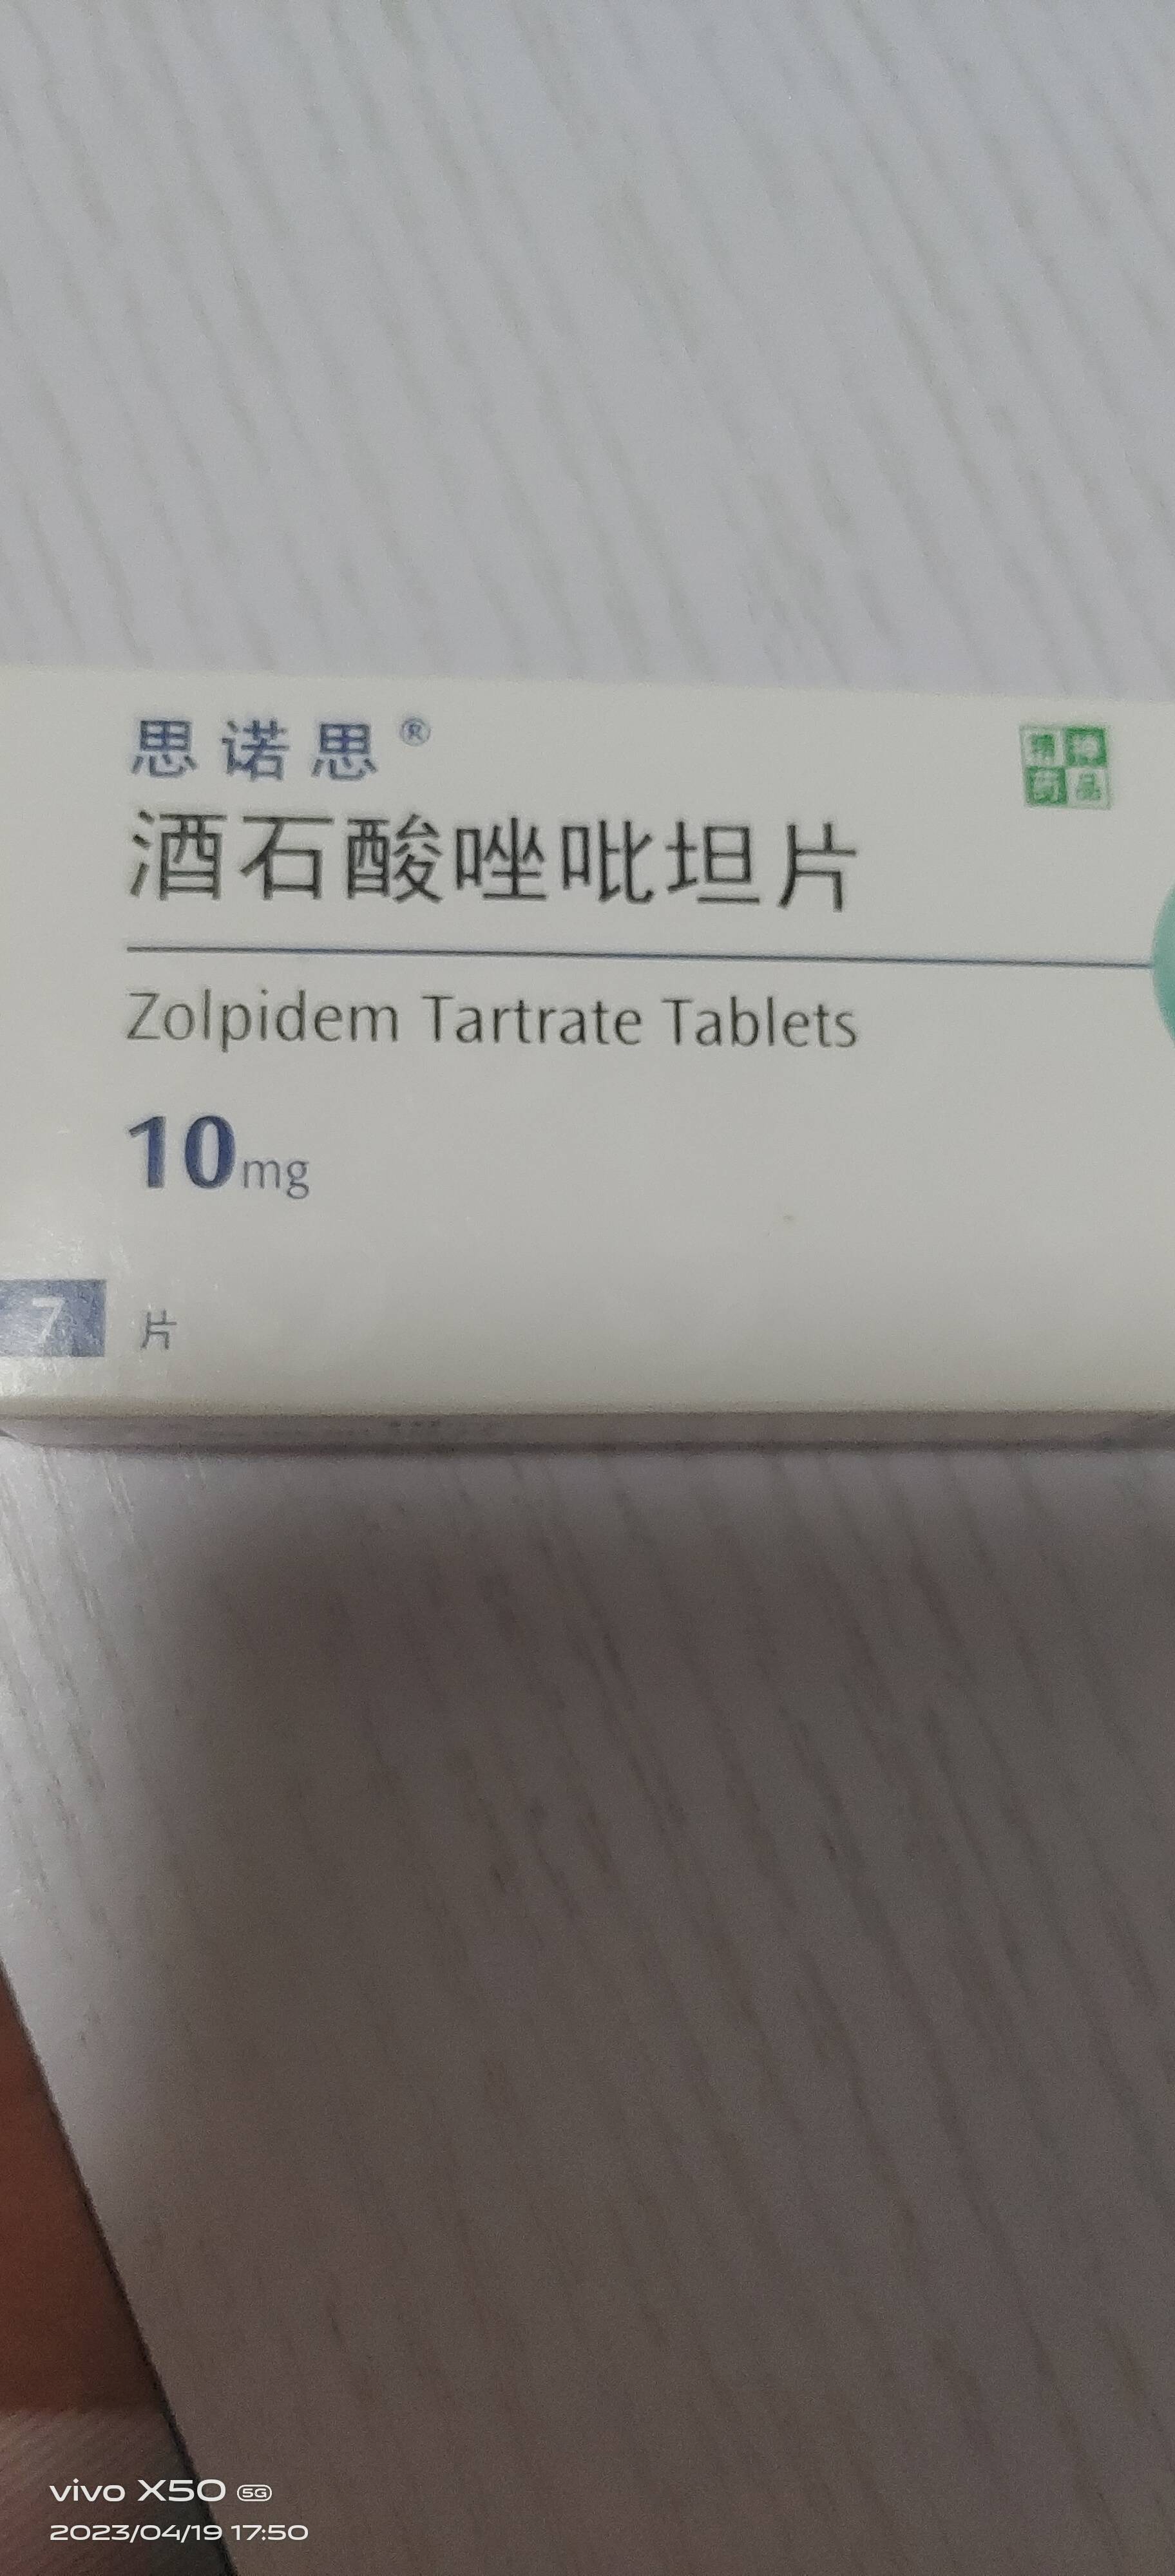 思诺思®
精神
药品
酒石酸唑吡坦片
Zolpidem Tartrate Tablets
10mg
7 片
vivo X50 5G
2023/04/19 17:50